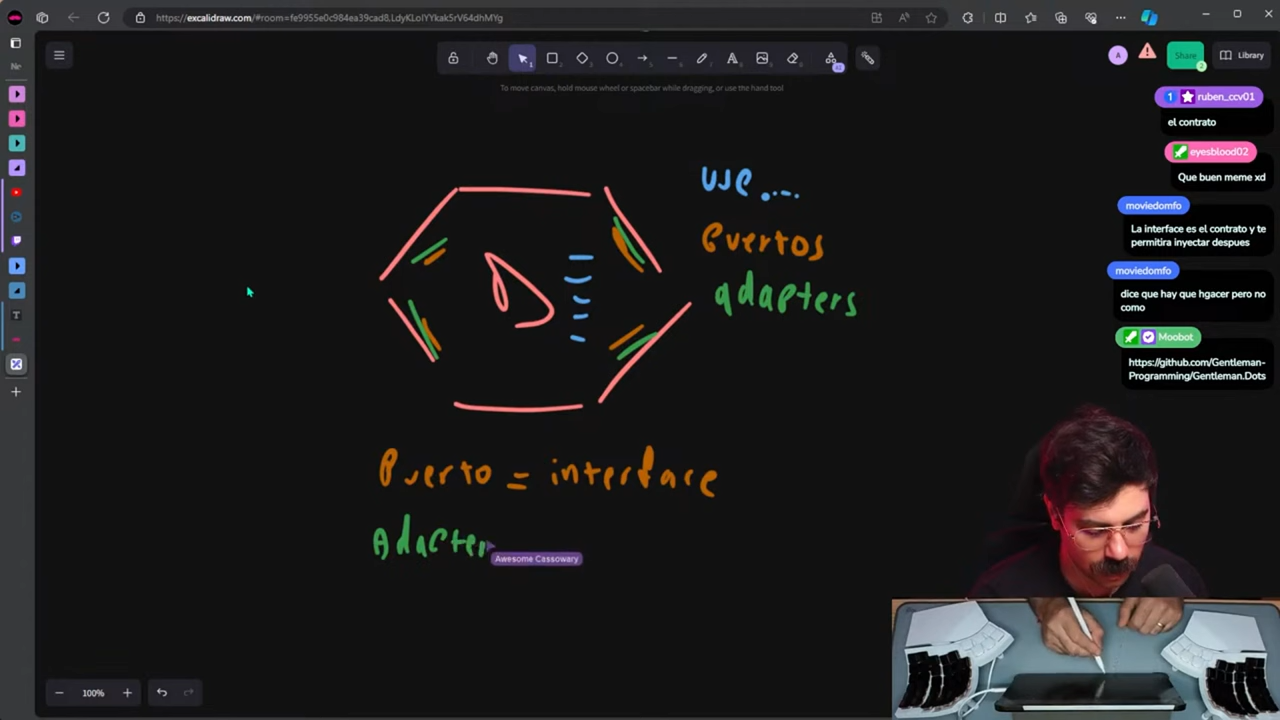 https://excalidraw.com/#room=fe9955e0c984ea39cad8,LdyKLolYYkak5rV64dhMYg
Share
2
Library
To move canvas, hold mouse wheel or spacebar while dragging, or use the hand tool
1 ruben_ccv01
el contrato
eyesblood02
Que buen meme xd
moviedomfo
La interface es el contrato y te
permitira inyectar despues
moviedomfo
dice que hay que hgacer pero no
como
Moobot
https://github.com/Gentleman-
Programming/Gentleman.Dots
use ....
Puertos
adapters
D
Puerto = interface
Adapter
Awesome Cassowary
100%